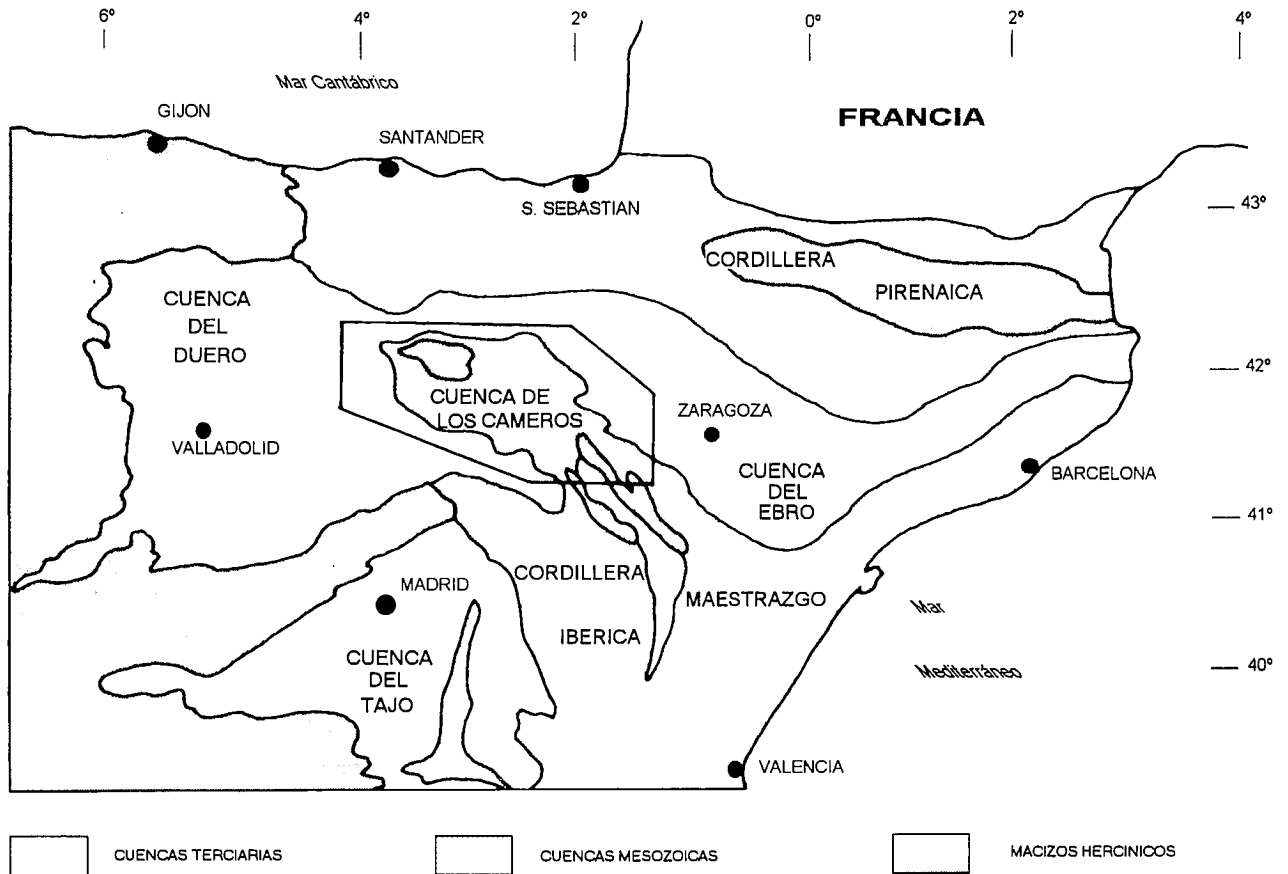 6º 4º 2º 0º 2º 4º
Mar Cantábrico
GIJON
SANTANDER
S. SEBASTIAN
FRANCIA
43º
CORDILLERA
PIRENAICA
CUENCA
DEL
DUERO
42º
CUENCA DE
LOS CAMEROS
ZARAGOZA
VALLADOLID
CUENCA
DEL
EBRO
BARCELONA
41º
CORDILLERA
IBERICA
MADRID
MAESTRAZGO
Mar
Mediterráneo
40º
CUENCA
DEL
TAJO
VALENCIA
CUENCAS TERCIARIAS
CUENCAS MESOZOICAS
MACIZOS HERCINICOS